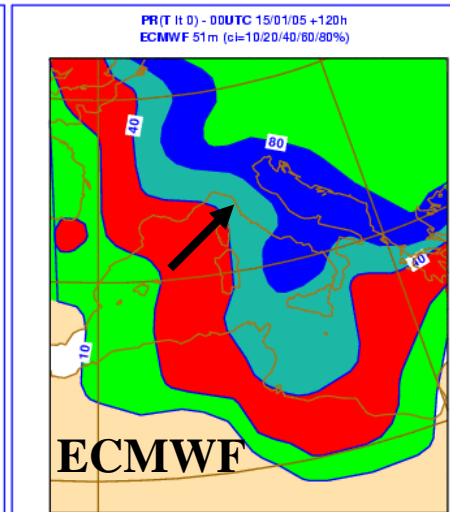 PR(T lt 0) - 00UTC 15/01/05 +120h
ECMWF 51m (ci=10/20/40/60/80%)
40
80
40
10
ECMWF